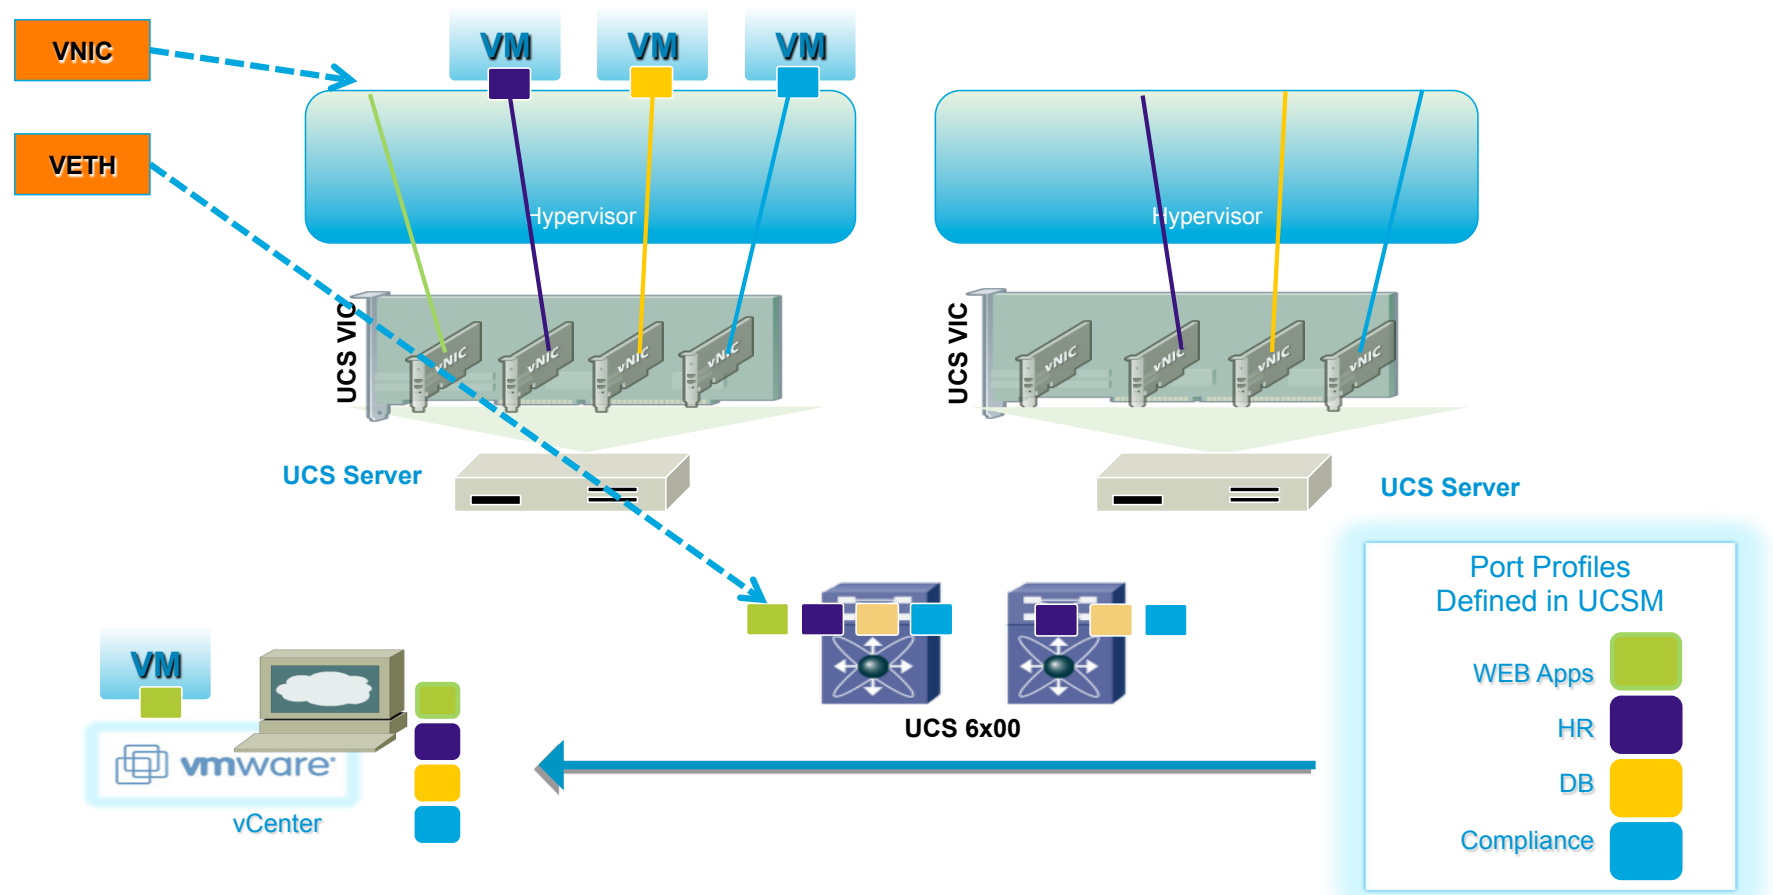 VNIC
VM
VM
VM
VETH
Hypervisor
Hypervisor
UCS VIC
vNIC
vNIC
vNIC
vNIC
UCS VIC
vNIC
vNIC
vNIC
vNIC
UCS Server
UCS Server
Port Profiles
Defined in UCSM
WEB Apps
HR
DB
Compliance
VM
UCS 6x00
vmware
vCenter